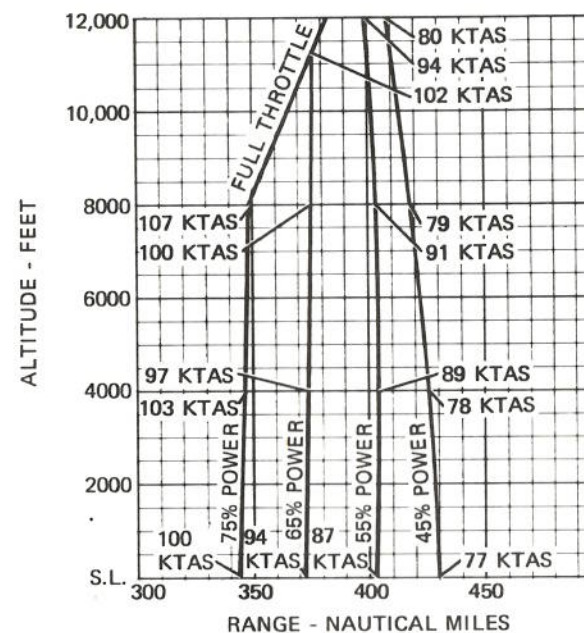 12,000
80 KTAS
94 KTAS
102 KTAS
10,000
FULL THROTTLE
8000
107 KTAS
100 KTAS
79 KTAS
91 KTAS
ALTITUDE - FEET
6000
97 KTAS
89 KTAS
4000
103 KTAS
78 KTAS
75% POWER
65% POWER
55% POWER
45% POWER
2000
100
KTAS
94
KTAS
87
KTAS
77 KTAS
S.L.
300
350
400
450
RANGE - NAUTICAL MILES